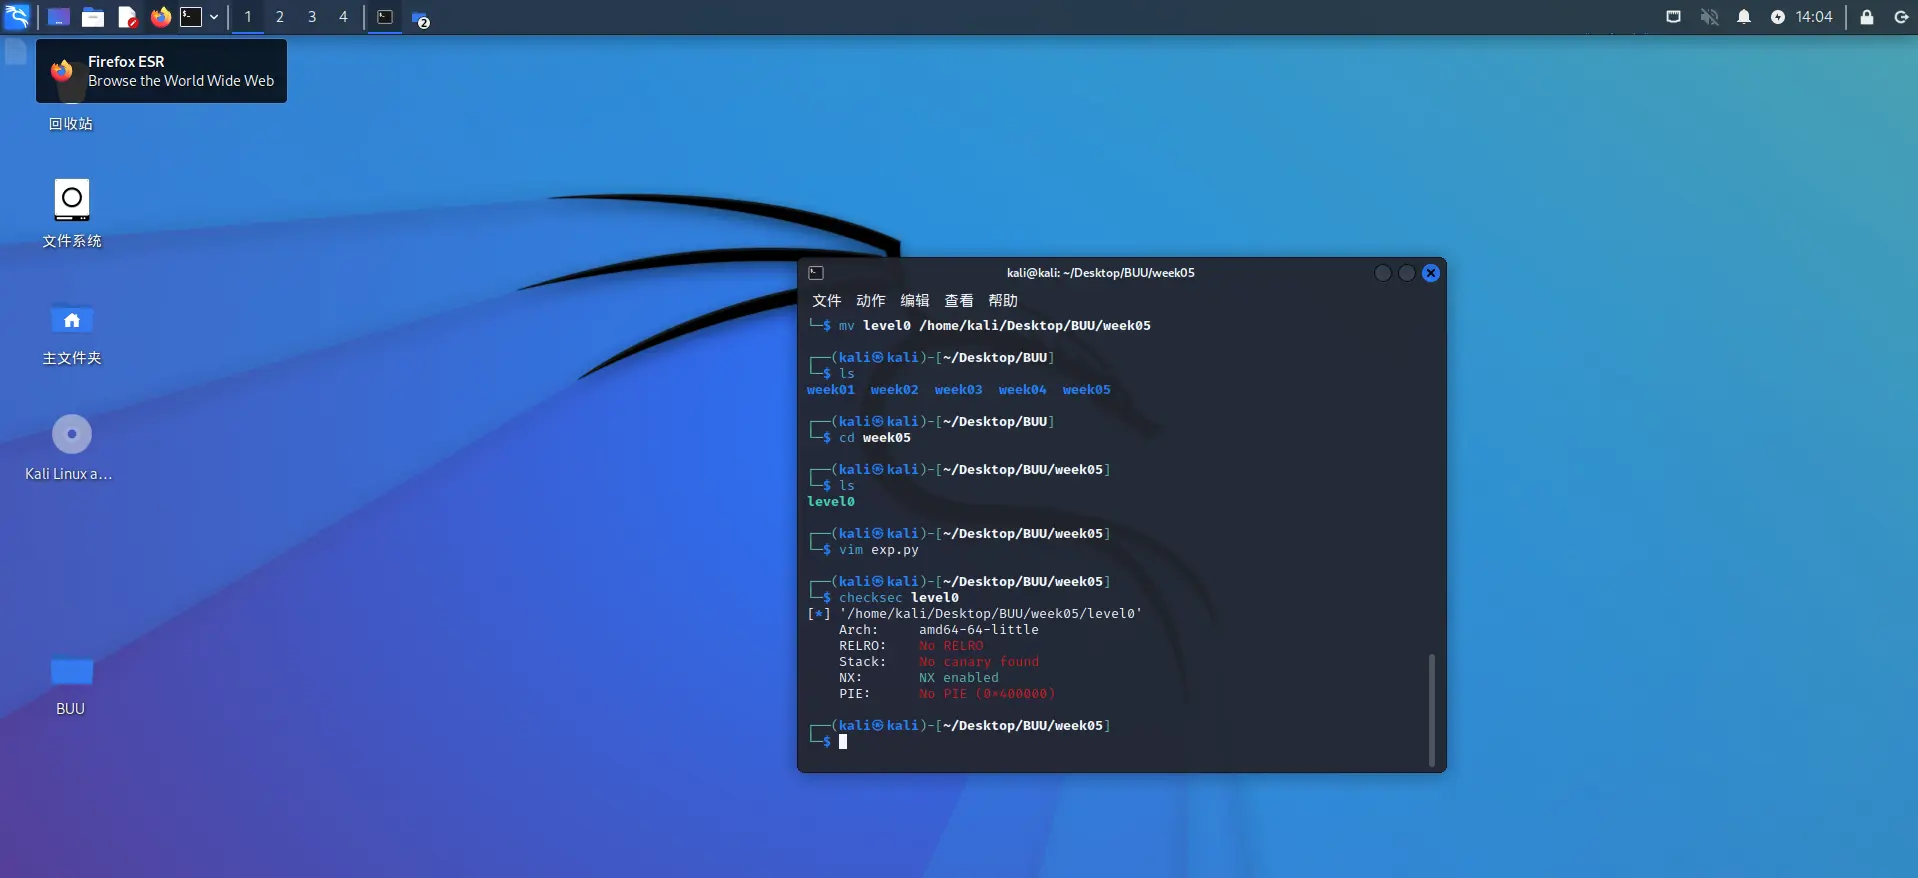 1 2 3 4 2 14:04
Firefox ESR
Browse the World Wide Web
回收站
文件系统
主文件夹
Kali Linux a...
BUU
kali@kali: ~/Desktop/BUU/week05
文件 动作 编辑 查看 帮助
└─$ mv level0 /home/kali/Desktop/BUU/week05
┌──(kali㉿kali)-[~/Desktop/BUU]
└─$ ls
week01 week02 week03 week04 week05
┌──(kali㉿kali)-[~/Desktop/BUU]
└─$ cd week05
┌──(kali㉿kali)-[~/Desktop/BUU/week05]
└─$ ls
level0
┌──(kali㉿kali)-[~/Desktop/BUU/week05]
└─$ vim exp.py
┌──(kali㉿kali)-[~/Desktop/BUU/week05]
└─$ checksec level0
[*] '/home/kali/Desktop/BUU/week05/level0'
Arch: amd64-64-little
RELRO: No RELRO
Stack: No canary found
NX: NX enabled
PIE: No PIE (0×400000)
┌──(kali㉿kali)-[~/Desktop/BUU/week05]
└─$